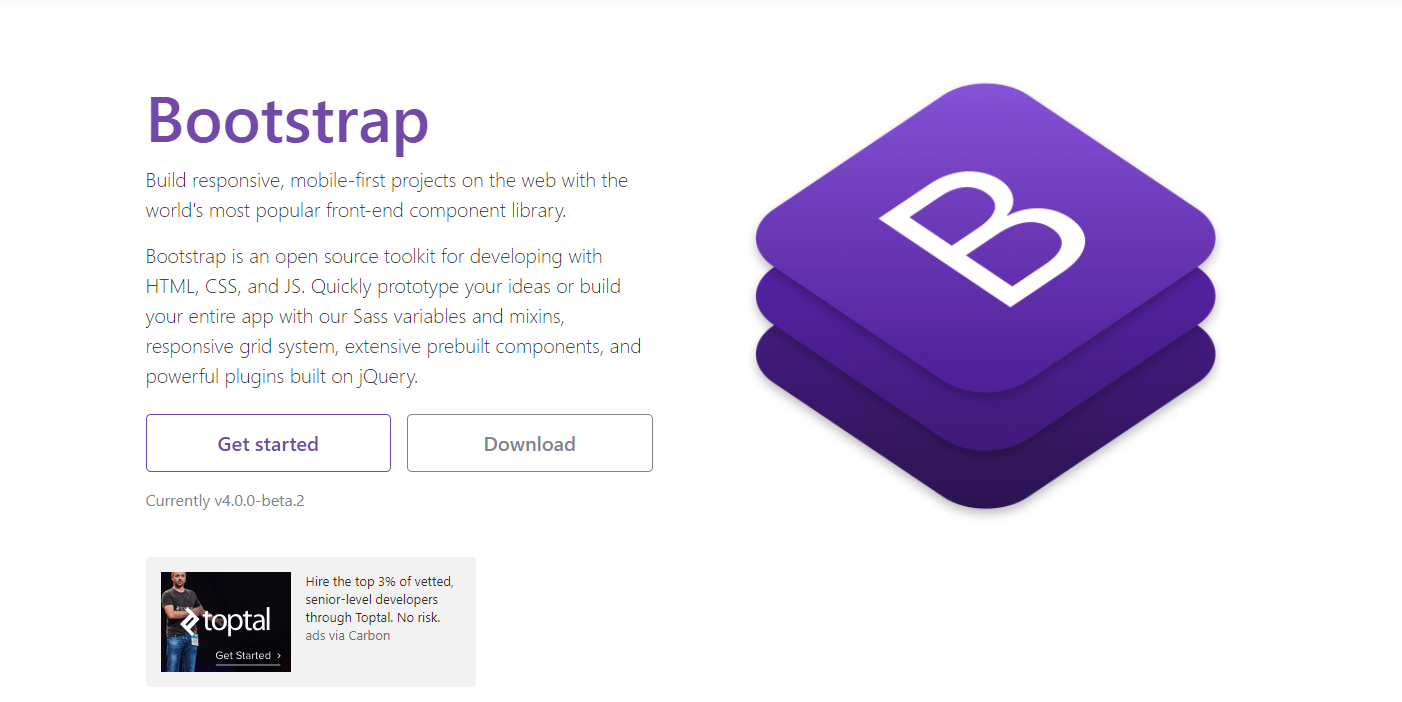 Bootstrap
Build responsive, mobile-first projects on the web with the
world's most popular front-end component library.
Bootstrap is an open source toolkit for developing with
HTML, CSS, and JS. Quickly prototype your ideas or build
your entire app with our Sass variables and mixins,
responsive grid system, extensive prebuilt components, and
powerful plugins built on jQuery.
Get started
Download
Currently v4.0.0-beta.2
B
toptal
Get Started ›
Hire the top 3% of vetted,
senior-level developers
through Toptal. No risk.
ads via Carbon